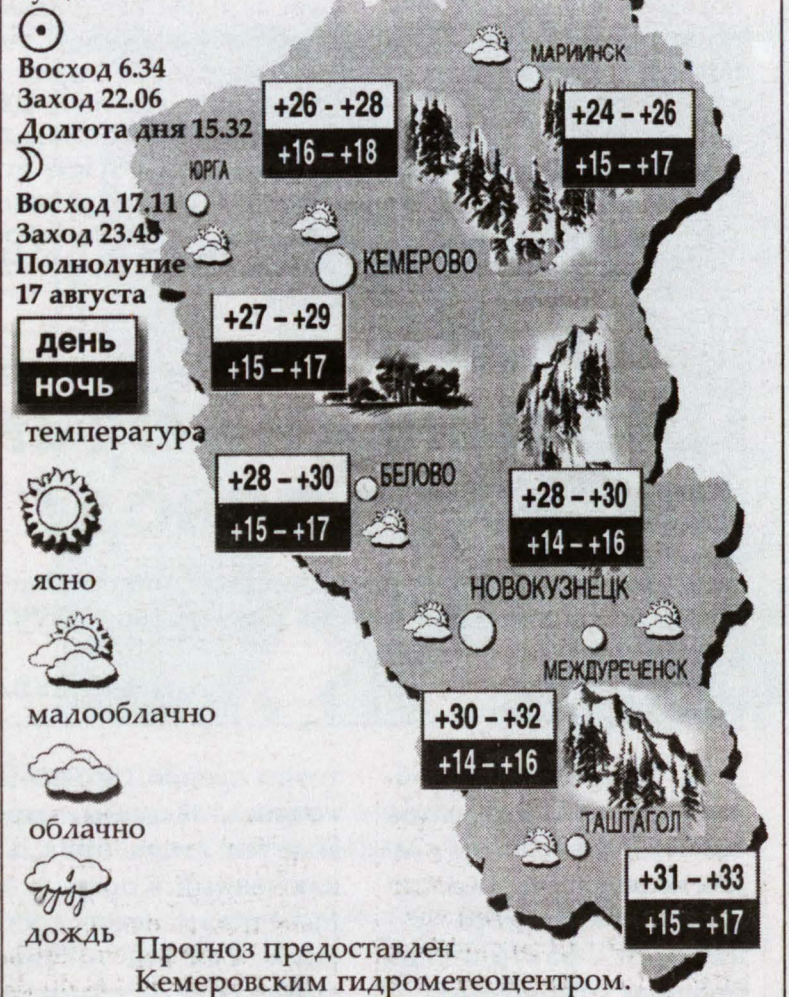 Восход 6.34
Заход 22.06
Долгота дня 15.32
Восход 17.11
Заход 23.48
Полнолуние
17 августа
день
ночь
температура
ясно
малооблачно
облачно
дождь
МАРИИНСК
+26 - +28
+16 – +18
+24 – +26
+15 – +17
ЮРГА
КЕМЕРОВО
+27 – +29
+15 – +17
+28 – +30
+15 – +17
БЕЛОВО
+28 – +30
+14 – +16
НОВОКУЗНЕЦК
МЕЖДУРЕЧЕНСК
+30 – +32
+14 – +16
ТАШТАГОЛ
+31 – +33
+15 – +17
Прогноз предоставлен
Кемеровским гидрометеоцентром.